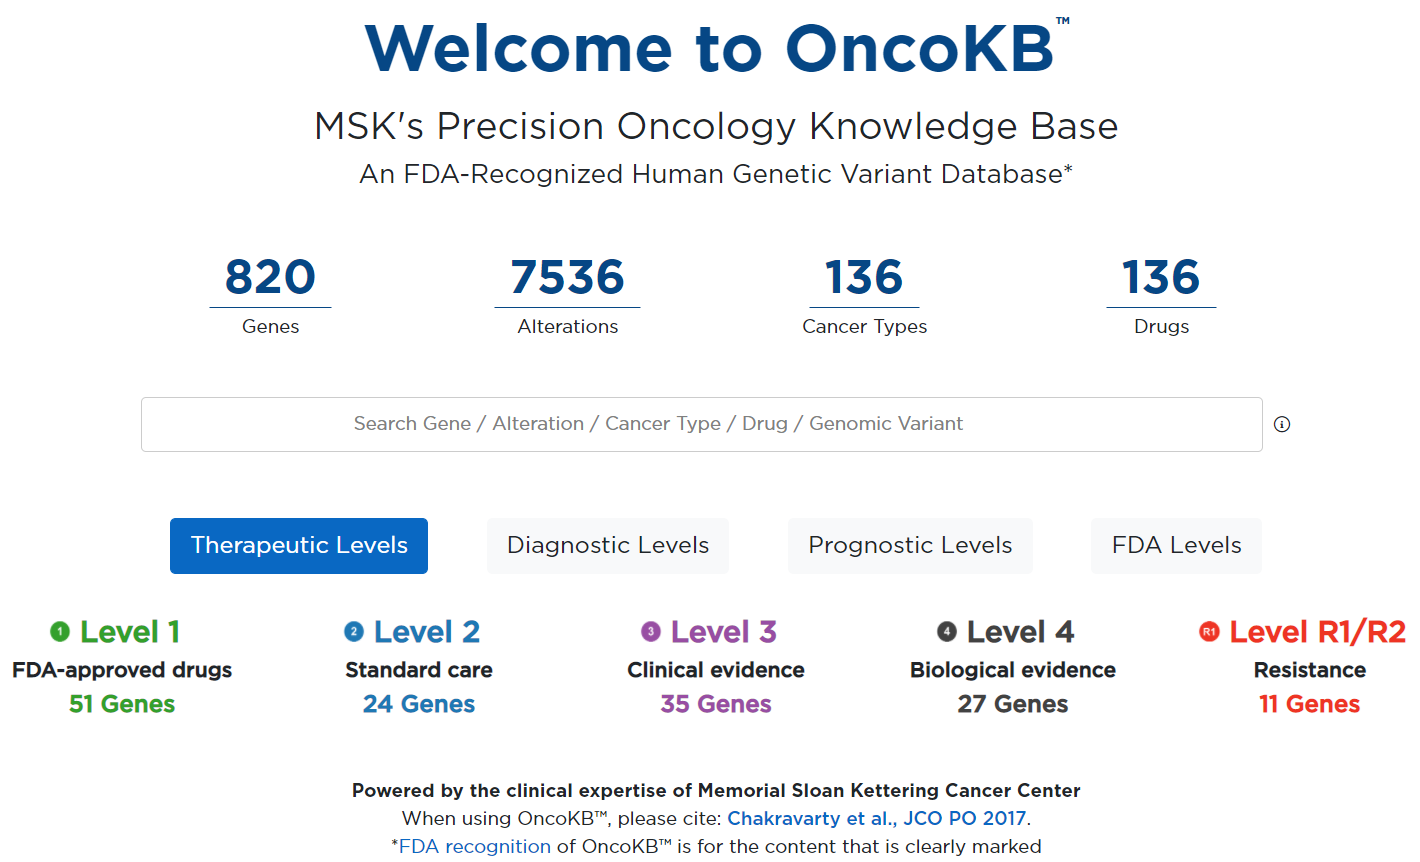 Welcome to OncoKB™
MSK's Precision Oncology Knowledge Base
An FDA-Recognized Human Genetic Variant Database*
820 7536 136 136
Genes Alterations Cancer Types Drugs
Search Gene / Alteration / Cancer Type / Drug / Genomic Variant
Therapeutic Levels Diagnostic Levels Prognostic Levels FDA Levels
1 Level 1 2 Level 2 3 Level 3 4 Level 4 R1 Level R1/R2
FDA-approved drugs Standard care Clinical evidence Biological evidence Resistance
51 Genes 24 Genes 35 Genes 27 Genes 11 Genes
Powered by the clinical expertise of Memorial Sloan Kettering Cancer Center
When using OncoKB™, please cite: Chakravarty et al., JCO PO 2017.
*FDA recognition of OncoKB™ is for the content that is clearly marked